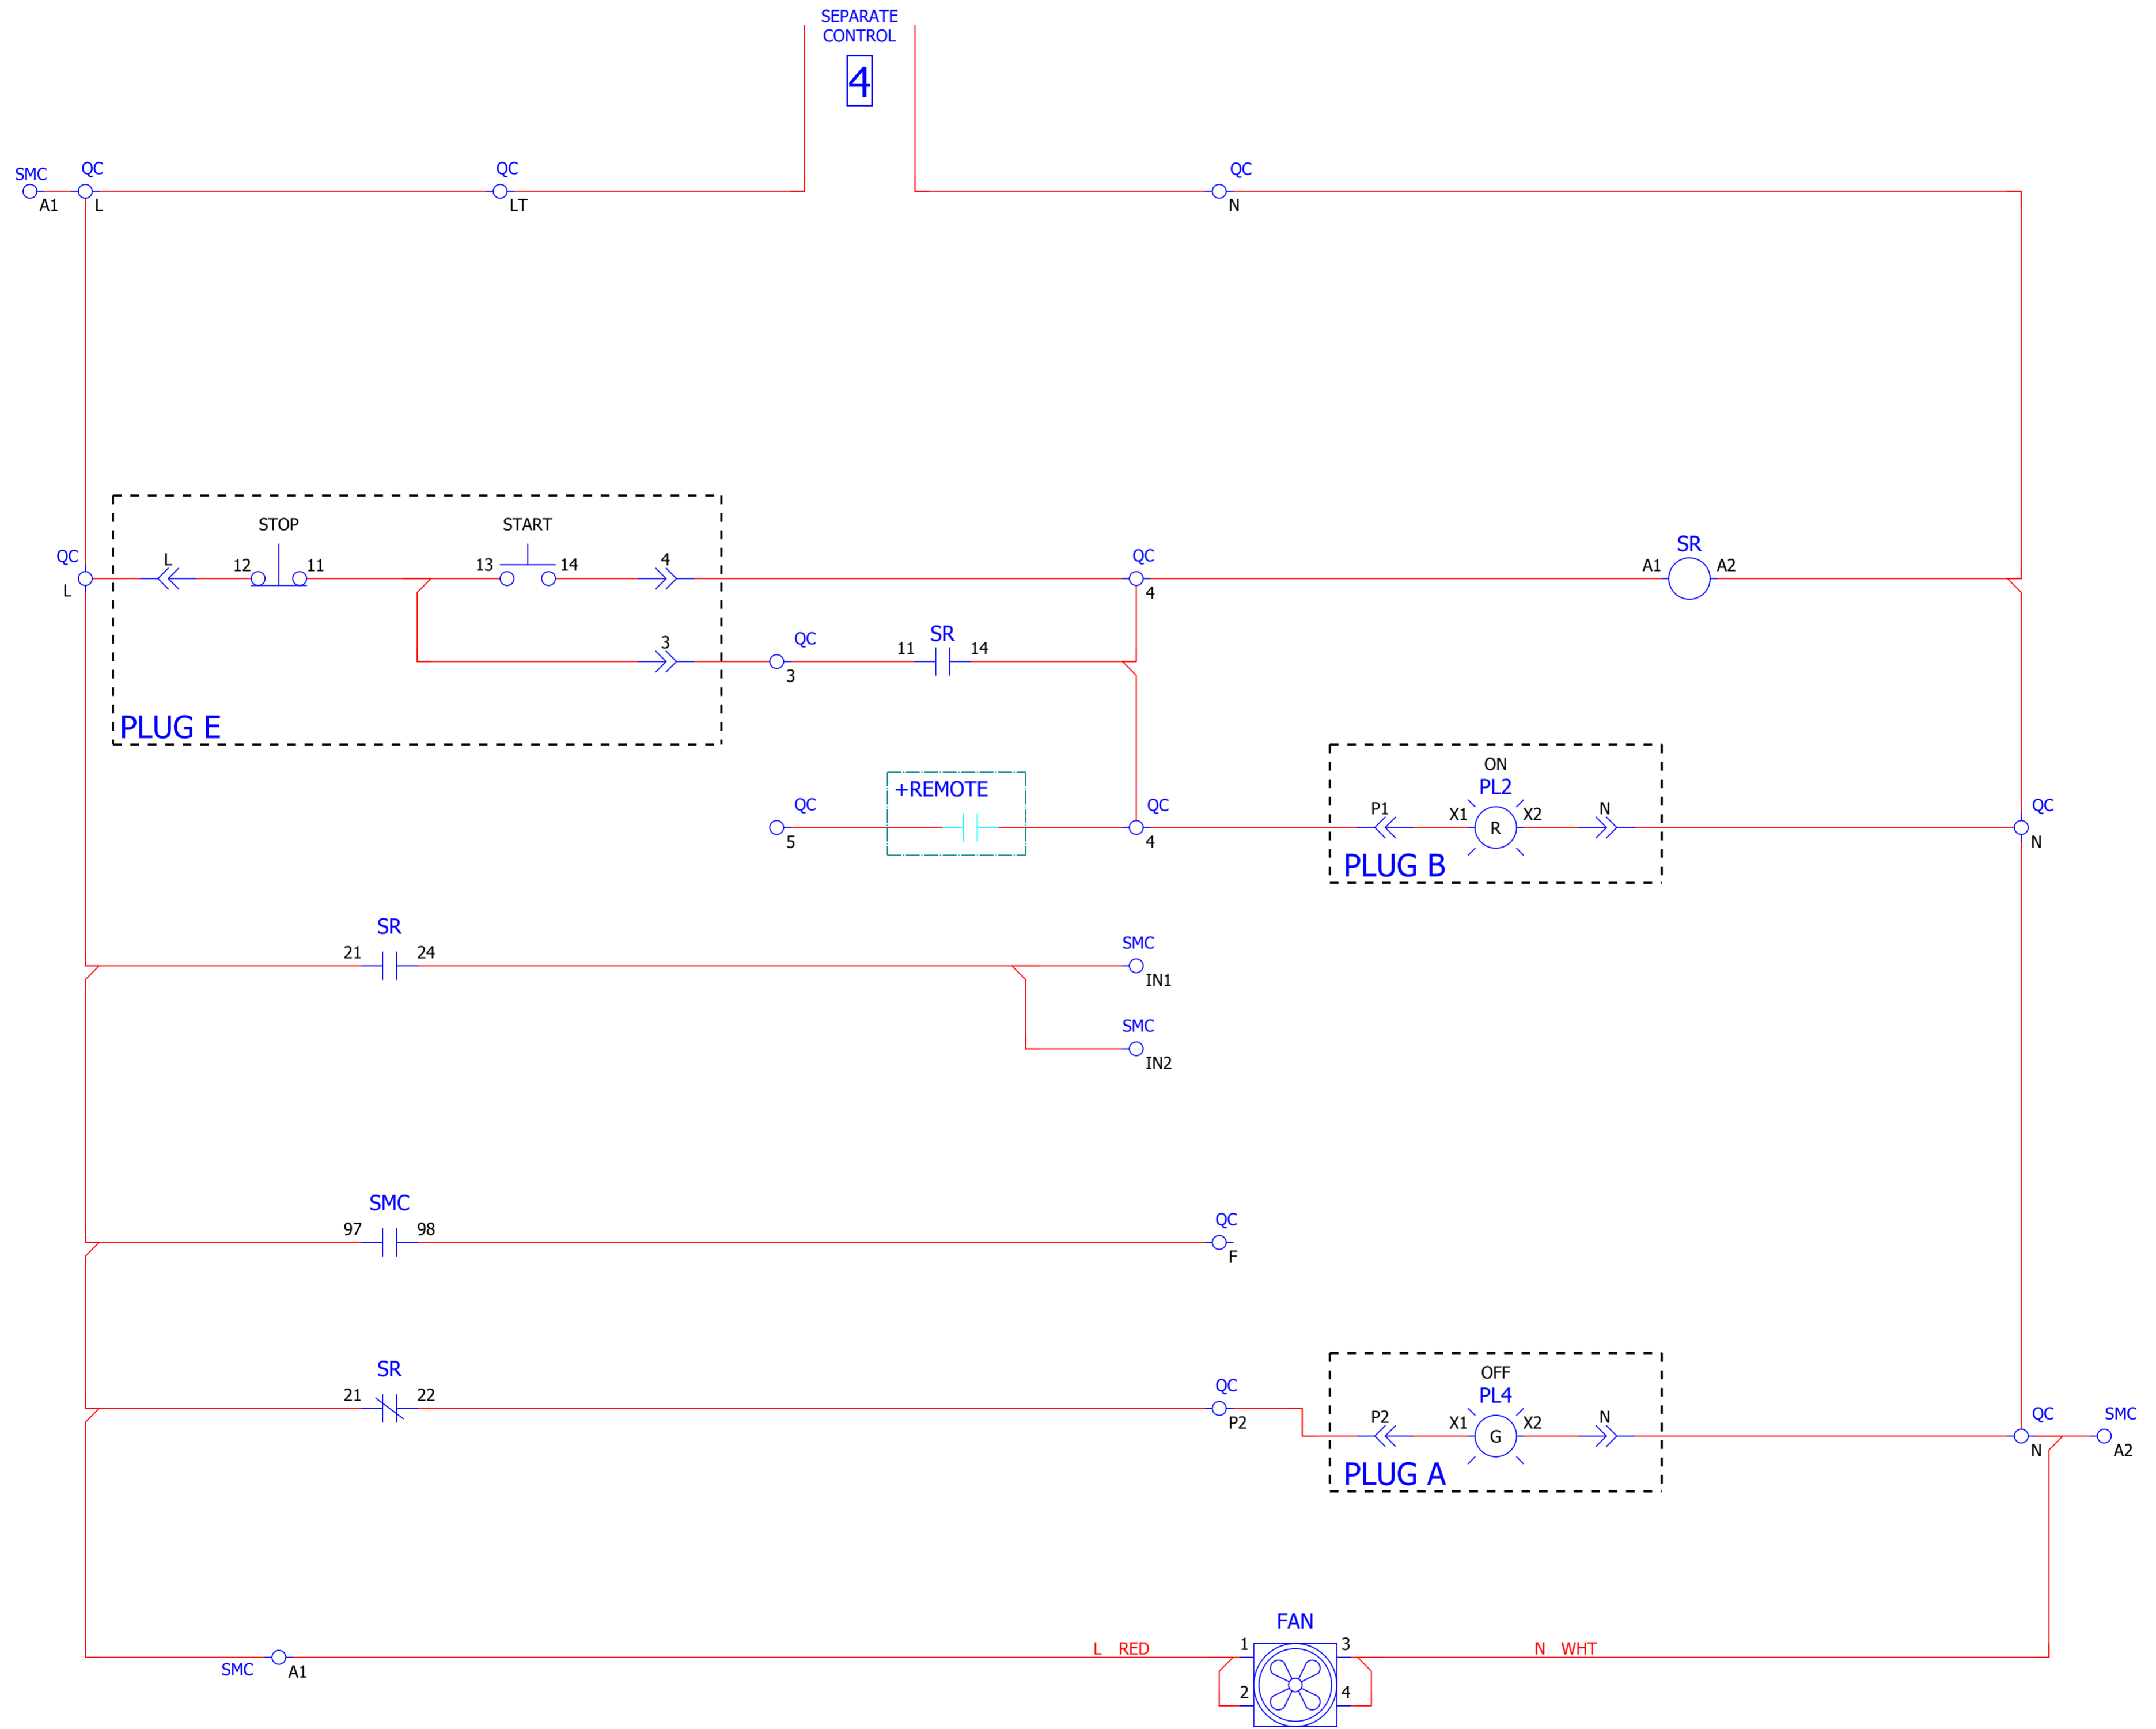 SEPARATE
CONTROL
4
SMC
A1
QC
L
QC
LT
QC
N
QC
L
L
STOP
12
11
START
13
14
4
QC
4
SR
A1
A2
3
QC
3
SR
11
14
PLUG E
QC
5
+REMOTE
QC
4
ON
PL2
P1
X1
R
X2
N
PLUG B
QC
N
SR
21
24
SMC
IN1
SMC
IN2
SMC
97
98
QC
F
SR
21
22
QC
P2
OFF
PL4
P2
X1
G
X2
N
PLUG A
QC
N
SMC
A2
SMC
A1
L RED
FAN
1
2
3
4
N WHT